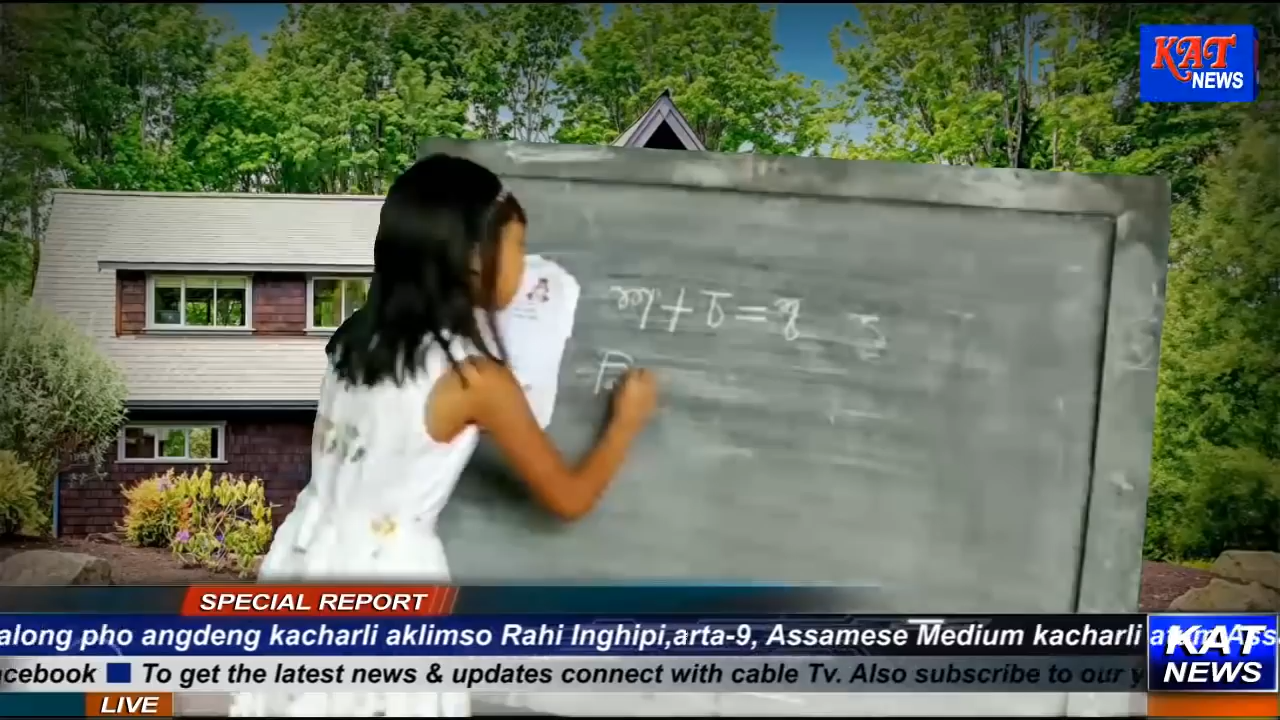 KAT
NEWS
SPECIAL REPORT
along pho angdeng kacharli aklimso Rahi Inghipi,arta-9, Assamese Medium kacharli
KAT
NEWS
cebook ■ To get the latest news & updates connect with cable Tv. Also subscribe to our y
LIVE